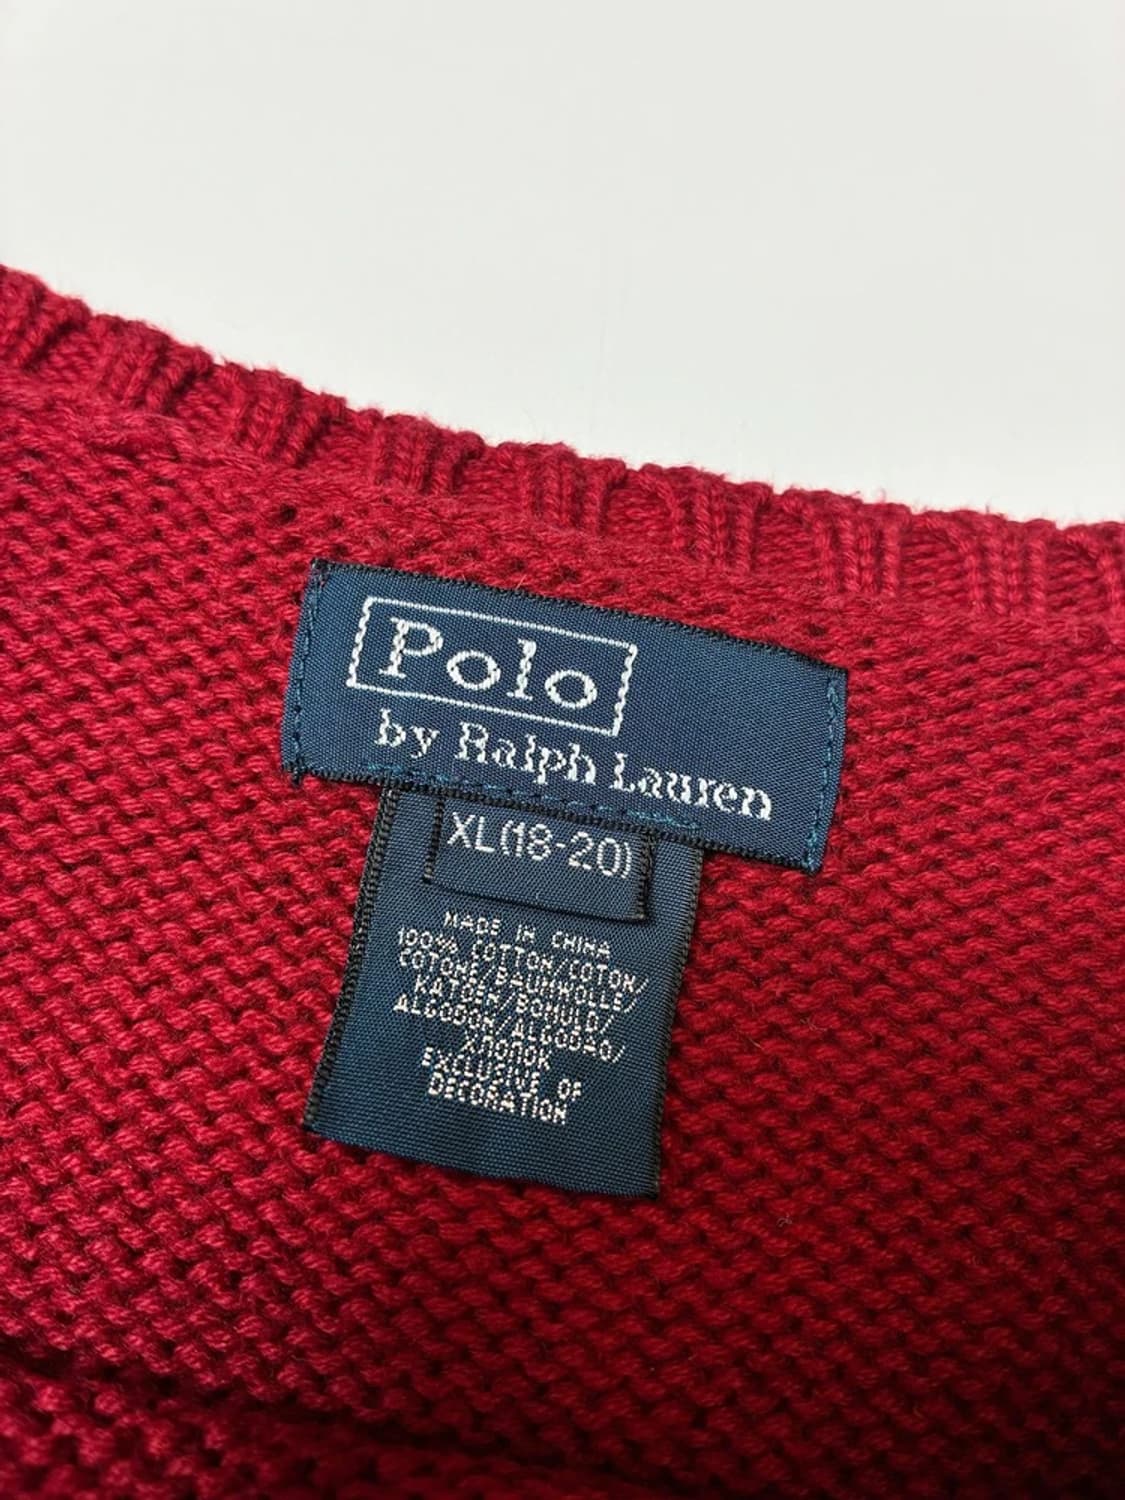 Polo
by Ralph Lauren
XL(18-20)
MADE IN CHINA
100% COTTON/COTON/
COTONE/BAUMWOLLE/
KATOEN/BOMULD/
ALGODON/ALGODAO/
ХЛОПОК
EXCLUSIVE OF
DECORATION